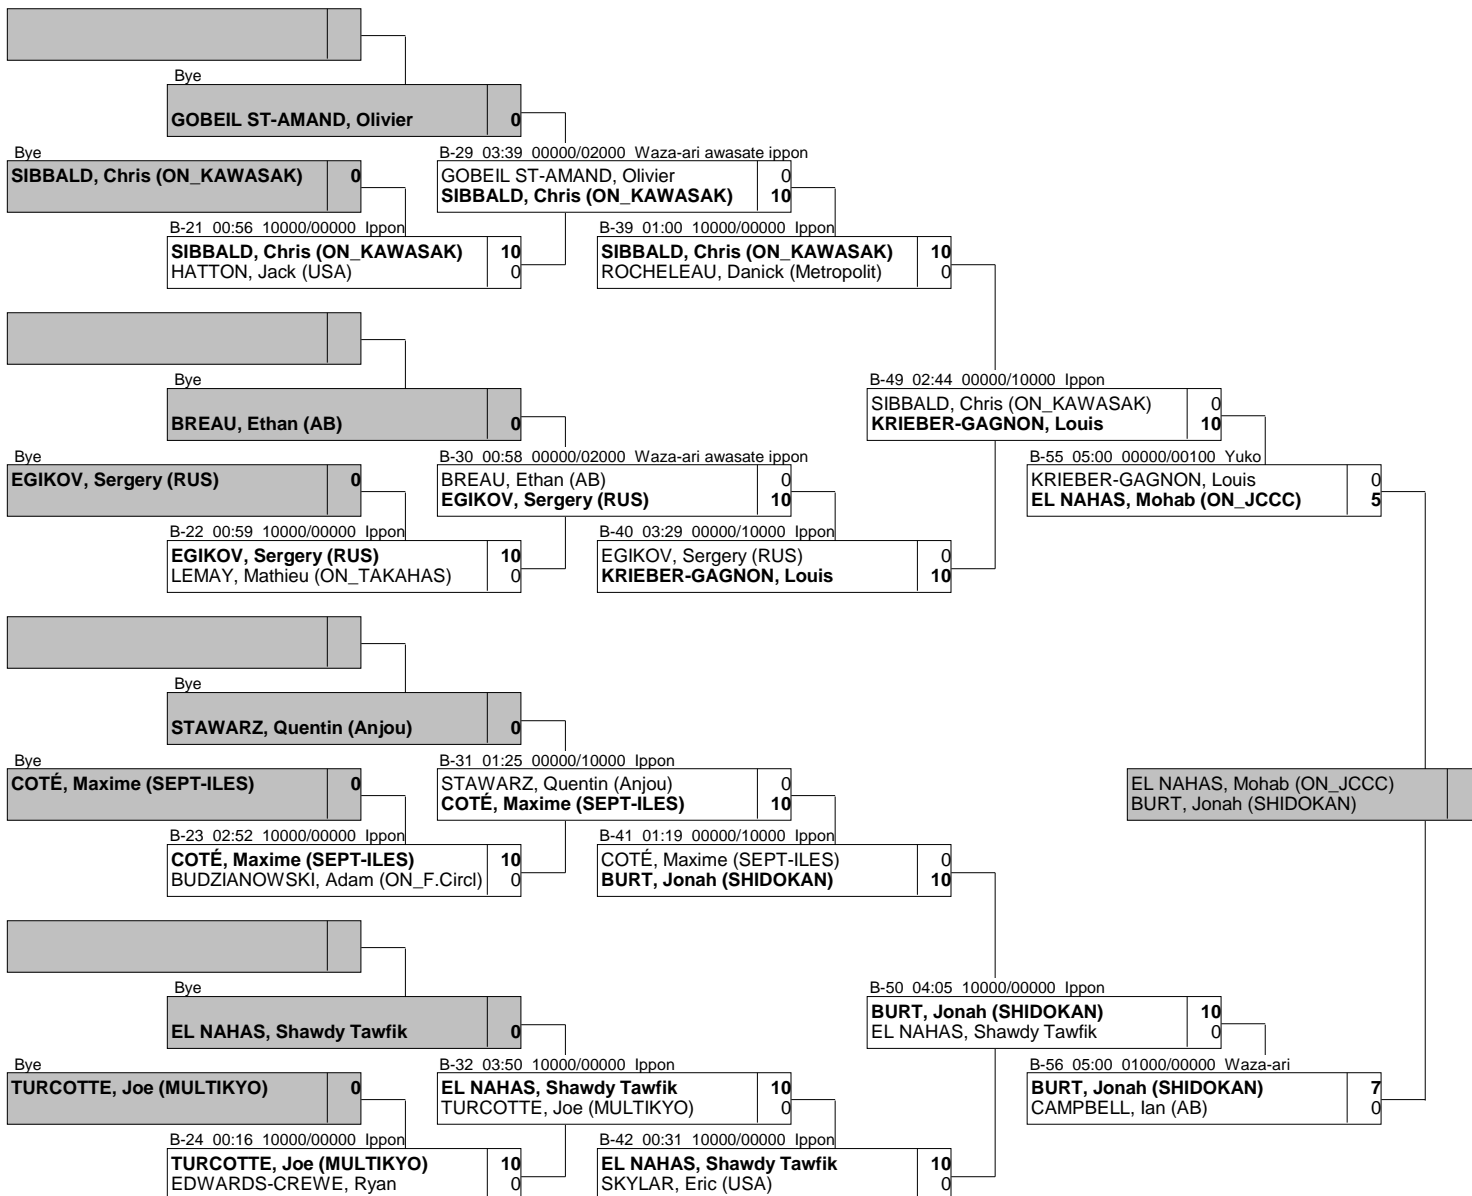 Bye
GOBEIL ST-AMAND, Olivier 0
Bye
SIBBALD, Chris (ON_KAWASAK) 0
B-29 03:39 00000/02000 Waza-ari awasate ippon
GOBEIL ST-AMAND, Olivier 0
SIBBALD, Chris (ON_KAWASAK) 10
B-21 00:56 10000/00000 Ippon
SIBBALD, Chris (ON_KAWASAK) 10
HATTON, Jack (USA) 0
B-39 01:00 10000/00000 Ippon
SIBBALD, Chris (ON_KAWASAK) 10
ROCHELEAU, Danick (Metropolit) 0
Bye
BREAU, Ethan (AB) 0
B-49 02:44 00000/10000 Ippon
SIBBALD, Chris (ON_KAWASAK) 0
KRIEBER-GAGNON, Louis 10
Bye
EGIKOV, Sergery (RUS) 0
B-30 00:58 00000/02000 Waza-ari awasate ippon
BREAU, Ethan (AB) 0
EGIKOV, Sergery (RUS) 10
B-55 05:00 00000/00100 Yuko
KRIEBER-GAGNON, Louis 0
EL NAHAS, Mohab (ON_JCCC) 5
B-22 00:59 10000/00000 Ippon
EGIKOV, Sergery (RUS) 10
LEMAY, Mathieu (ON_TAKAHAS) 0
B-40 03:29 00000/10000 Ippon
EGIKOV, Sergery (RUS) 0
KRIEBER-GAGNON, Louis 10
Bye
STAWARZ, Quentin (Anjou) 0
Bye
COTÉ, Maxime (SEPT-ILES) 0
B-31 01:25 00000/10000 Ippon
STAWARZ, Quentin (Anjou) 0
COTÉ, Maxime (SEPT-ILES) 10
EL NAHAS, Mohab (ON_JCCC)
BURT, Jonah (SHIDOKAN)
B-23 02:52 10000/00000 Ippon
COTÉ, Maxime (SEPT-ILES) 10
BUDZIANOWSKI, Adam (ON_F.Circl) 0
B-41 01:19 00000/10000 Ippon
COTÉ, Maxime (SEPT-ILES) 0
BURT, Jonah (SHIDOKAN) 10
Bye
EL NAHAS, Shawdy Tawfik 0
B-50 04:05 10000/00000 Ippon
BURT, Jonah (SHIDOKAN) 10
EL NAHAS, Shawdy Tawfik 0
Bye
TURCOTTE, Joe (MULTIKYO) 0
B-32 03:50 10000/00000 Ippon
EL NAHAS, Shawdy Tawfik 10
TURCOTTE, Joe (MULTIKYO) 0
B-56 05:00 01000/00000 Waza-ari
BURT, Jonah (SHIDOKAN) 7
CAMPBELL, Ian (AB) 0
B-24 00:16 10000/00000 Ippon
TURCOTTE, Joe (MULTIKYO) 10
EDWARDS-CREWE, Ryan 0
B-42 00:31 10000/00000 Ippon
EL NAHAS, Shawdy Tawfik 10
SKYLAR, Eric (USA) 0